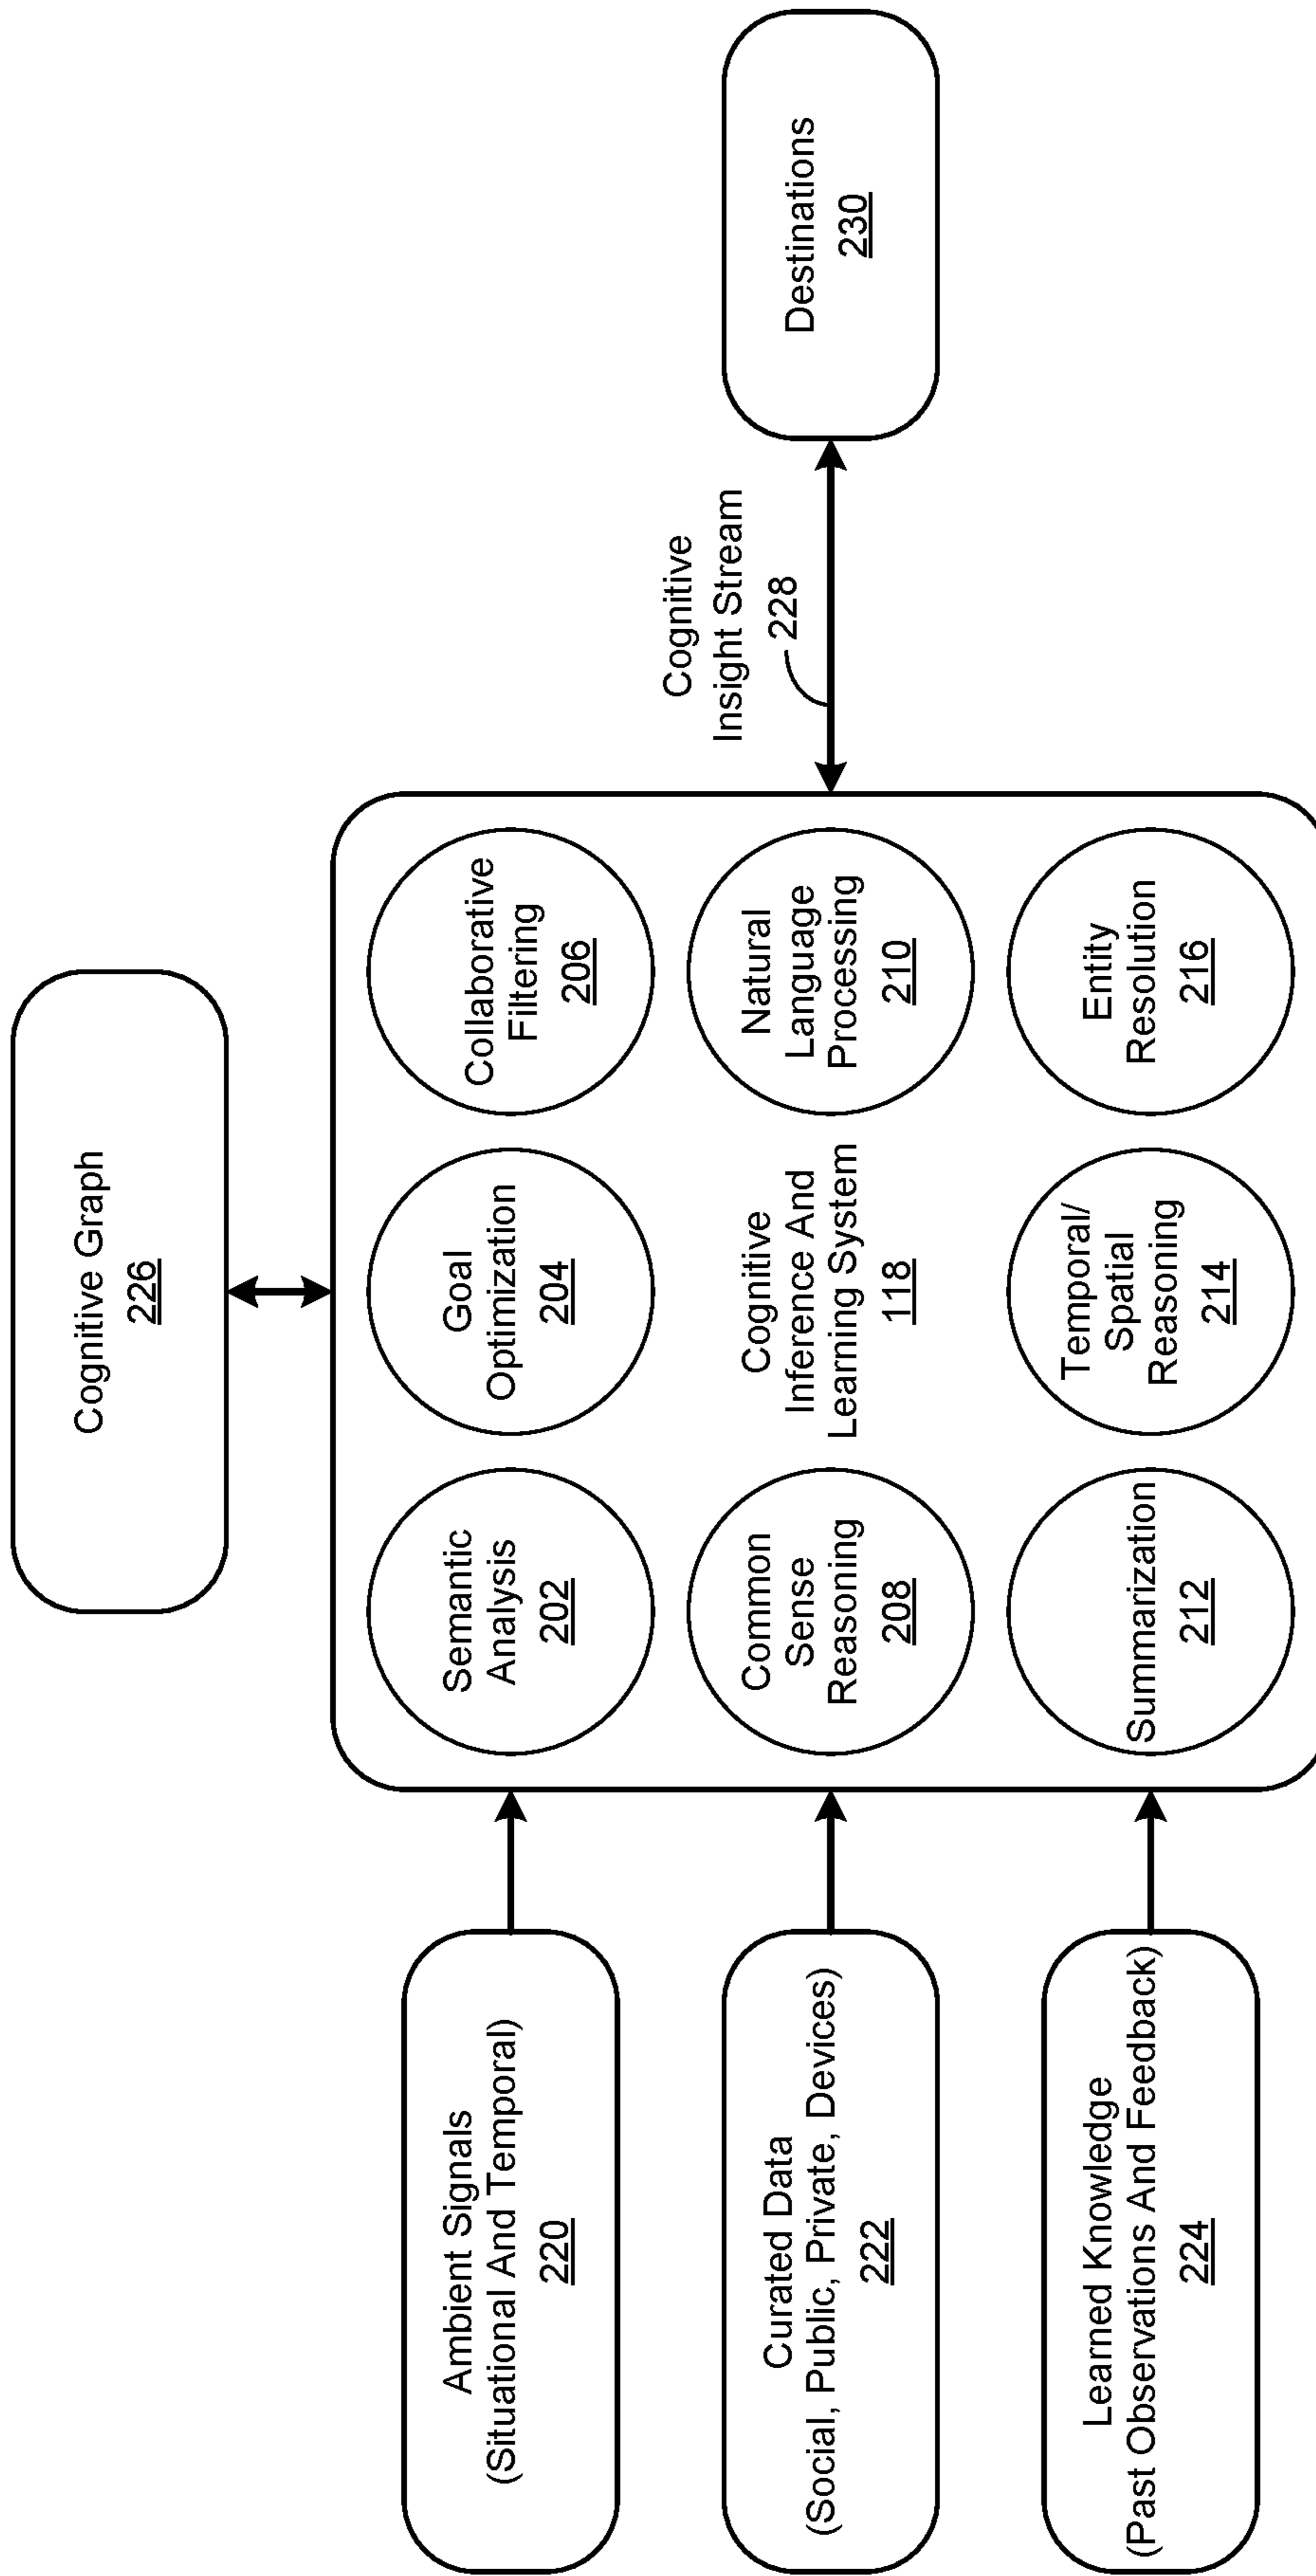 Cognitive Graph
226
Ambient Signals
(Situational And Temporal)
220
Curated Data
(Social, Public, Private, Devices)
222
Learned Knowledge
(Past Observations And Feedback)
224
Semantic
Analysis
202
Goal
Optimization
204
Collaborative
Filtering
206
Common
Sense
Reasoning
208
Cognitive
Inference And
Learning System
118
Natural
Language
Processing
210
Summarization
212
Temporal/
Spatial
Reasoning
214
Entity
Resolution
216
Cognitive
Insight Stream
228
Destinations
230